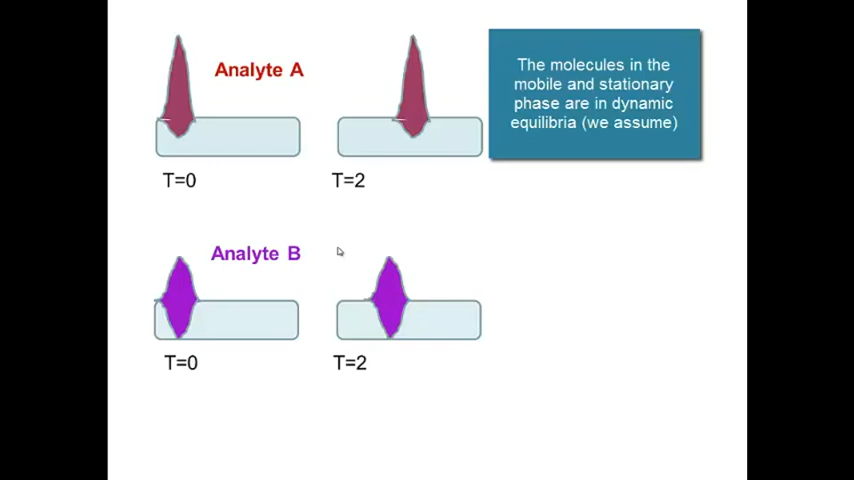 Analyte A
The molecules in the
mobile and stationary
phase are in dynamic
equilibria (we assume)
T=0
T=2
Analyte B
T=0
T=2